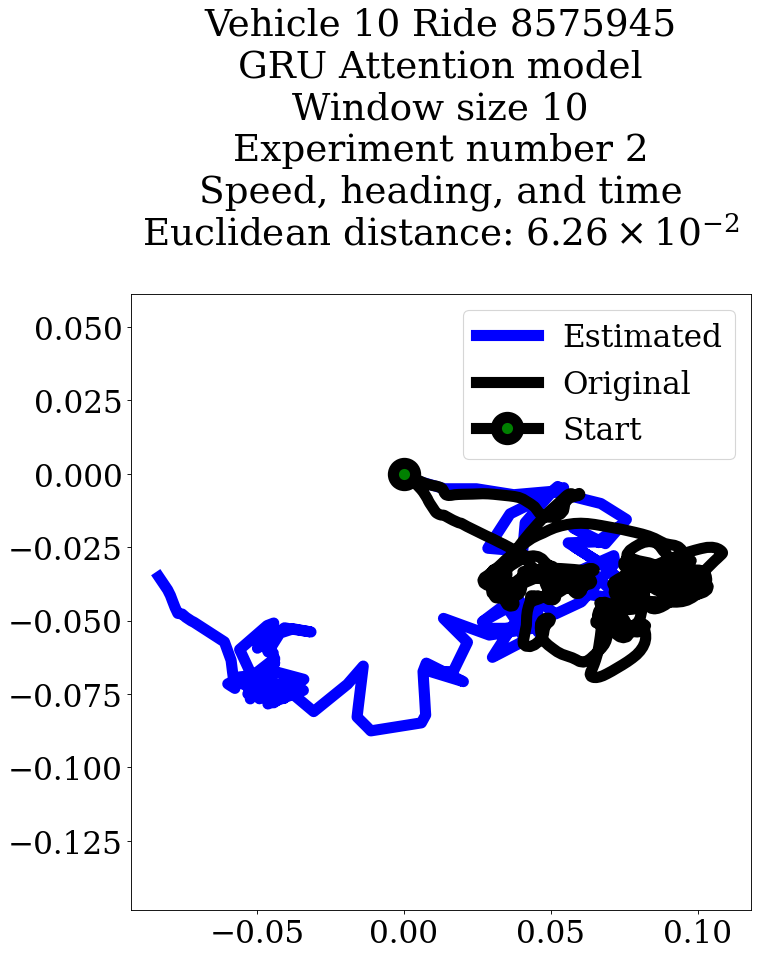 Vehicle 10 Ride 8575945
GRU Attention model
Window size 10
Experiment number 2
Speed, heading, and time
Euclidean distance: 6.26 × 10⁻²
Estimated
Original
Start
0.050
0.025
0.000
−0.025
−0.050
−0.075
−0.100
−0.125
−0.05 0.00 0.05 0.10